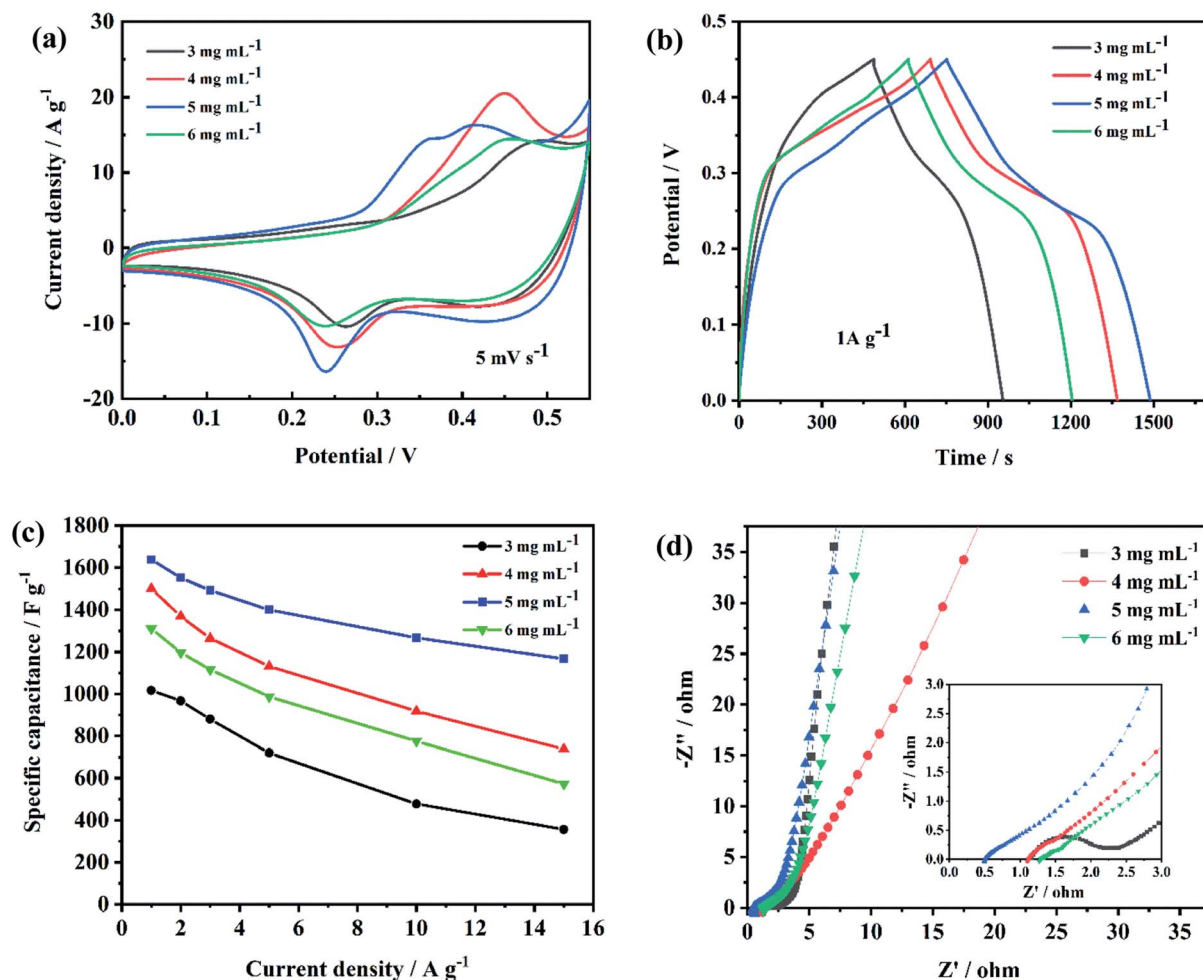 (a)
3 mg mL-1
4 mg mL-1
5 mg mL-1
6 mg mL-1
5 mV s-1
30
20
10
0
-10
-20
0.0 0.1 0.2 0.3 0.4 0.5
Current density / A g-1
Potential / V
(b)
3 mg mL-1
4 mg mL-1
5 mg mL-1
6 mg mL-1
1A g-1
0.5
0.4
0.3
0.2
0.1
0.0
0 300 600 900 1200 1500
Potential / V
Time / s
(c)
3 mg mL-1
4 mg mL-1
5 mg mL-1
6 mg mL-1
1800
1600
1400
1200
1000
800
600
400
200
0
0 2 4 6 8 10 12 14 16
Specific capacitance / F g-1
Current density / A g-1
(d)
3 mg mL-1
4 mg mL-1
5 mg mL-1
6 mg mL-1
35
30
25
20
15
10
5
0
0 5 10 15 20 25 30 35
-Z'' / ohm
Z' / ohm
3.0
2.5
2.0
1.5
1.0
0.5
0.0
0.0 0.5 1.0 1.5 2.0 2.5 3.0
-Z'' / ohm
Z' / ohm